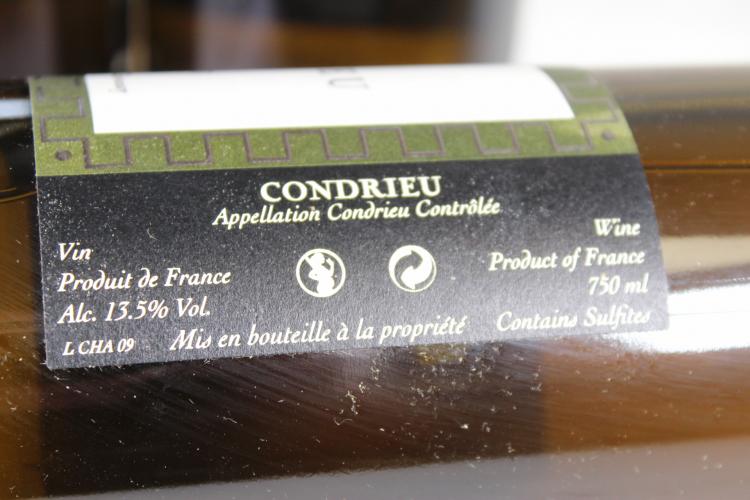 CONDRIEU
Appellation Condrieu Contrôlée
Vin
Produit de France
Alc. 13.5% Vol.
L CHA 09
Mis en bouteille à la propriété
Wine
Product of France
750 ml
Contains Sulfites